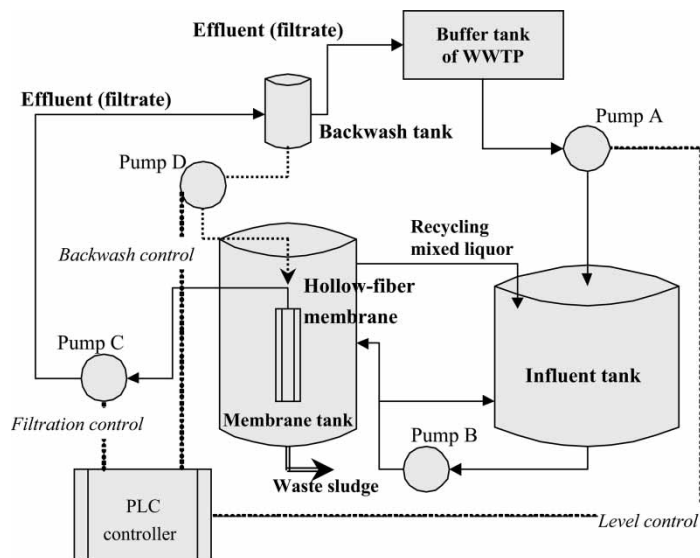 Effluent (filtrate)
Buffer tank
of WWTP
Effluent (filtrate)
Backwash tank
Pump A
Pump D
Backwash control
Recycling
mixed liquor
Hollow-fiber
membrane
Pump C
Influent tank
Filtration control
Membrane tank
Pump B
Waste sludge
PLC
controller
Level control